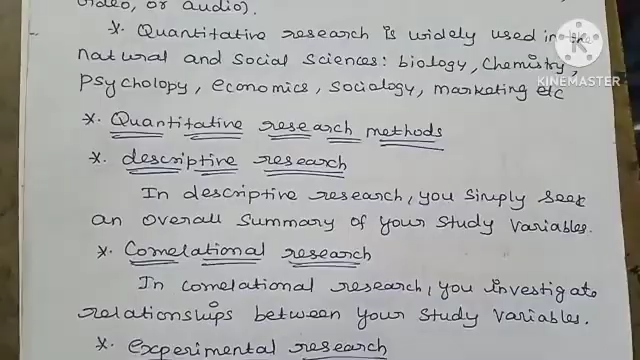 video, or audio).
* Quantitative research is widely used in the
natural and social sciences: biology, chemistry,
psycholopy, economics, sociology, marketing etc
* Quantitative research methods
* descriptive research
In descriptive research, you simply seek
an overall summary of your study variables.
* Correlational research
In correlational research, you investigate
relationships between your study variables.
* experimental research
KINEMASTER